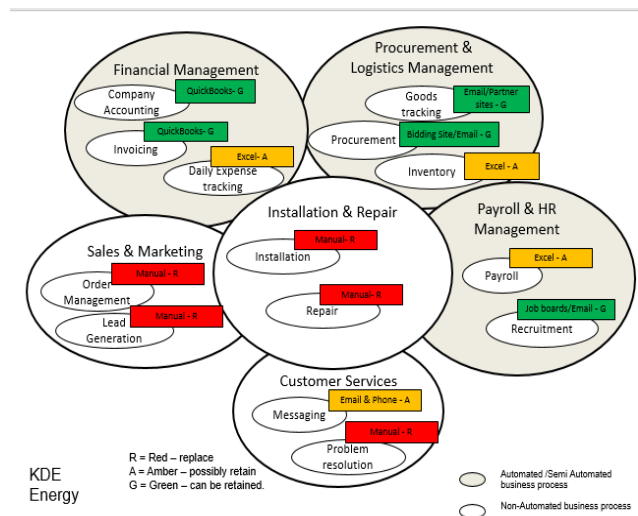 Financial Management
Company
Accounting
QuickBooks- G
QuickBooks- G
Invoicing
Excel- A
Daily Expense
tracking
Procurement &
Logistics Management
Goods
tracking
Email/Partner
sites - G
Bidding Site/Email - G
Procurement
Excel - A
Inventory
Installation & Repair
Manual- R
Installation
Manual- R
Repair
Payroll & HR
Management
Excel - A
Payroll
Job boards/Email - G
Recruitment
Sales & Marketing
Manual - R
Order
Management
Manual - R
Lead
Generation
Customer Services
Email & Phone - A
Messaging
Manual - R
Problem
resolution
KDE
Energy
R = Red – replace
A = Amber – possibly retain
G = Green – can be retained.
Automated /Semi Automated
business process
Non-Automated business process